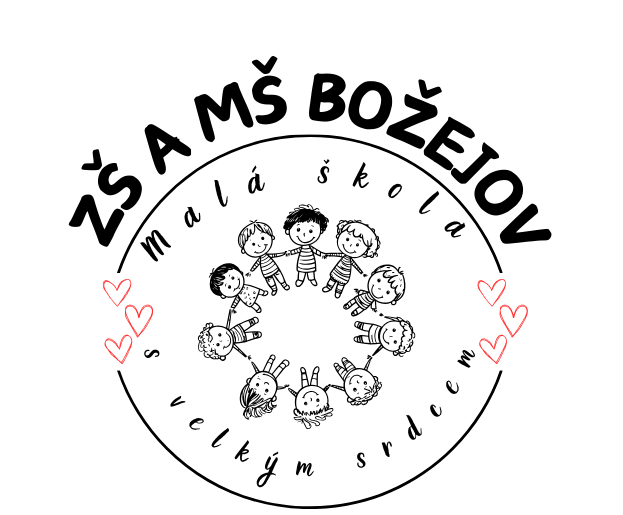 ZŠ A MŠ BOŽEJOV
Malá škola
s velkým srdcem